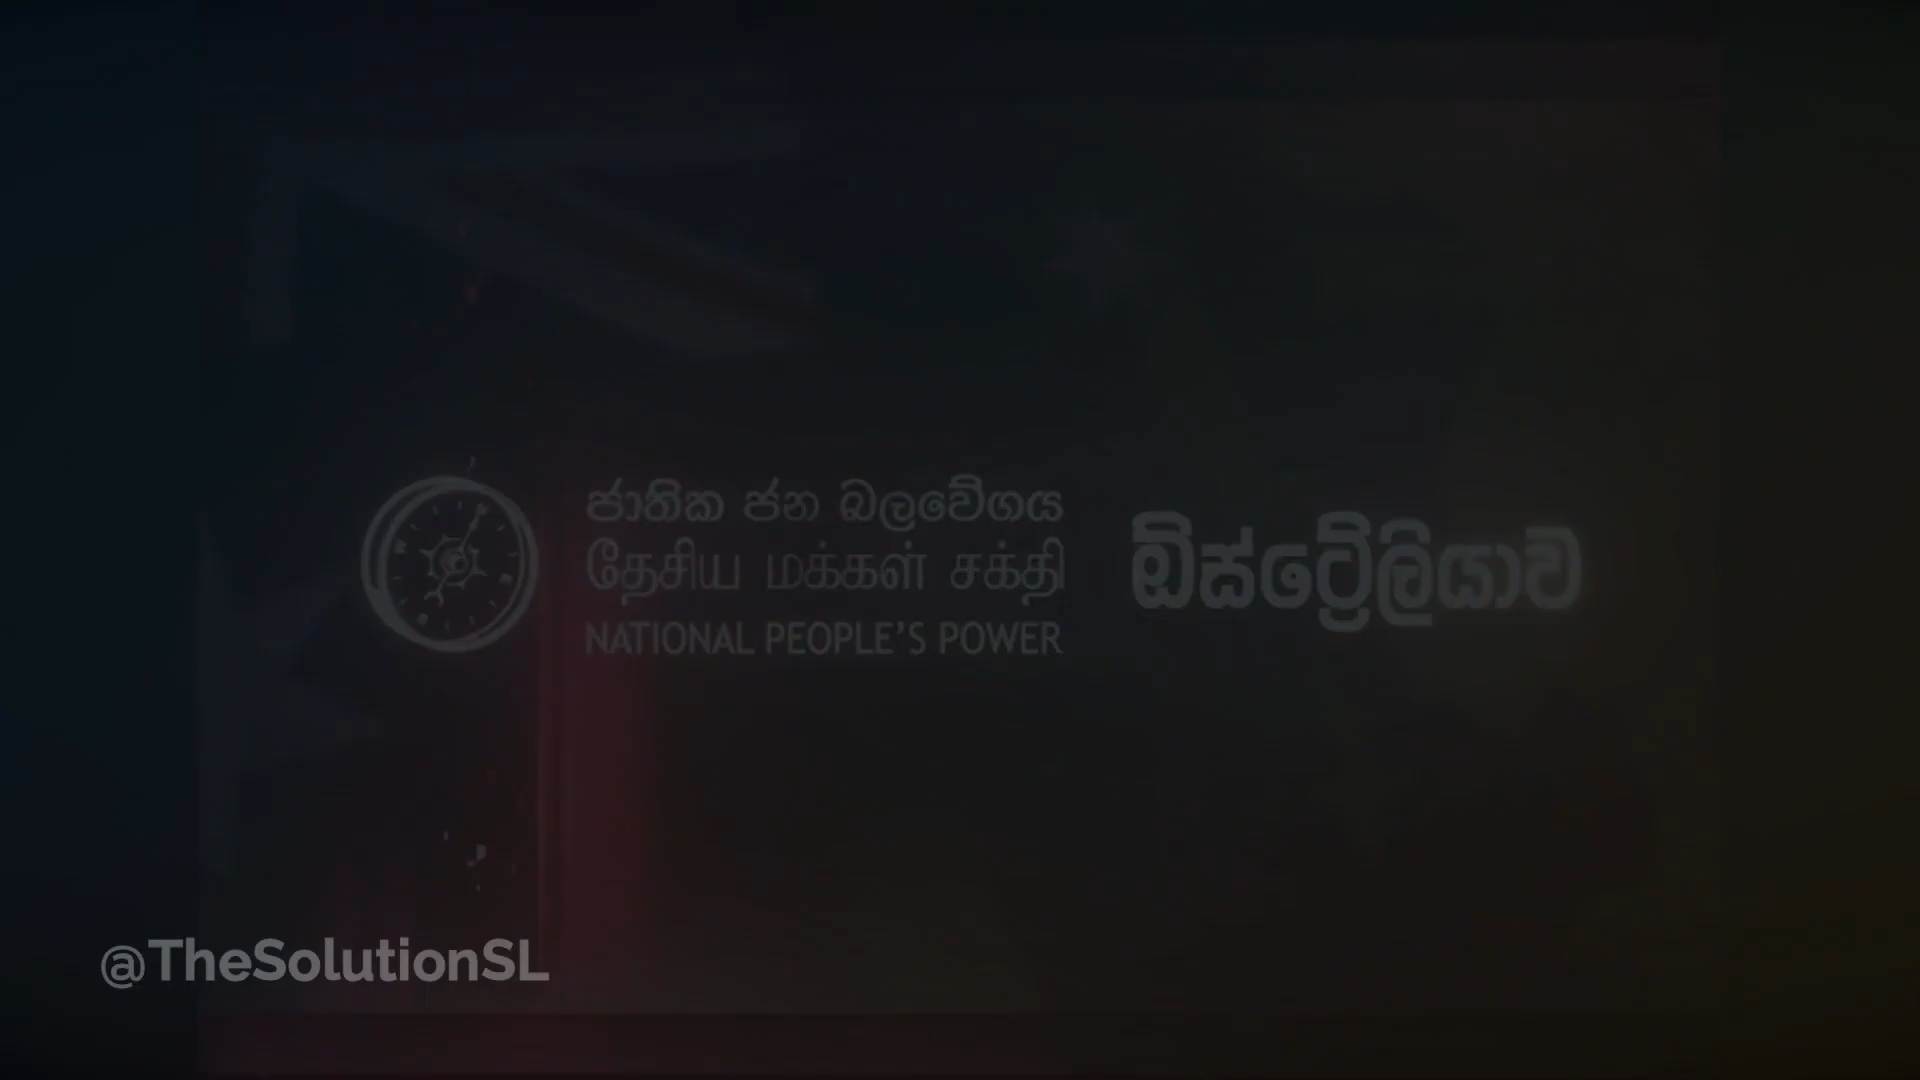 ජාතික ජන බලවේගය
தேசிய மக்கள் சக்தி
NATIONAL PEOPLE'S POWER
ඕස්ට්‍රේලියාව
@TheSolutionSL